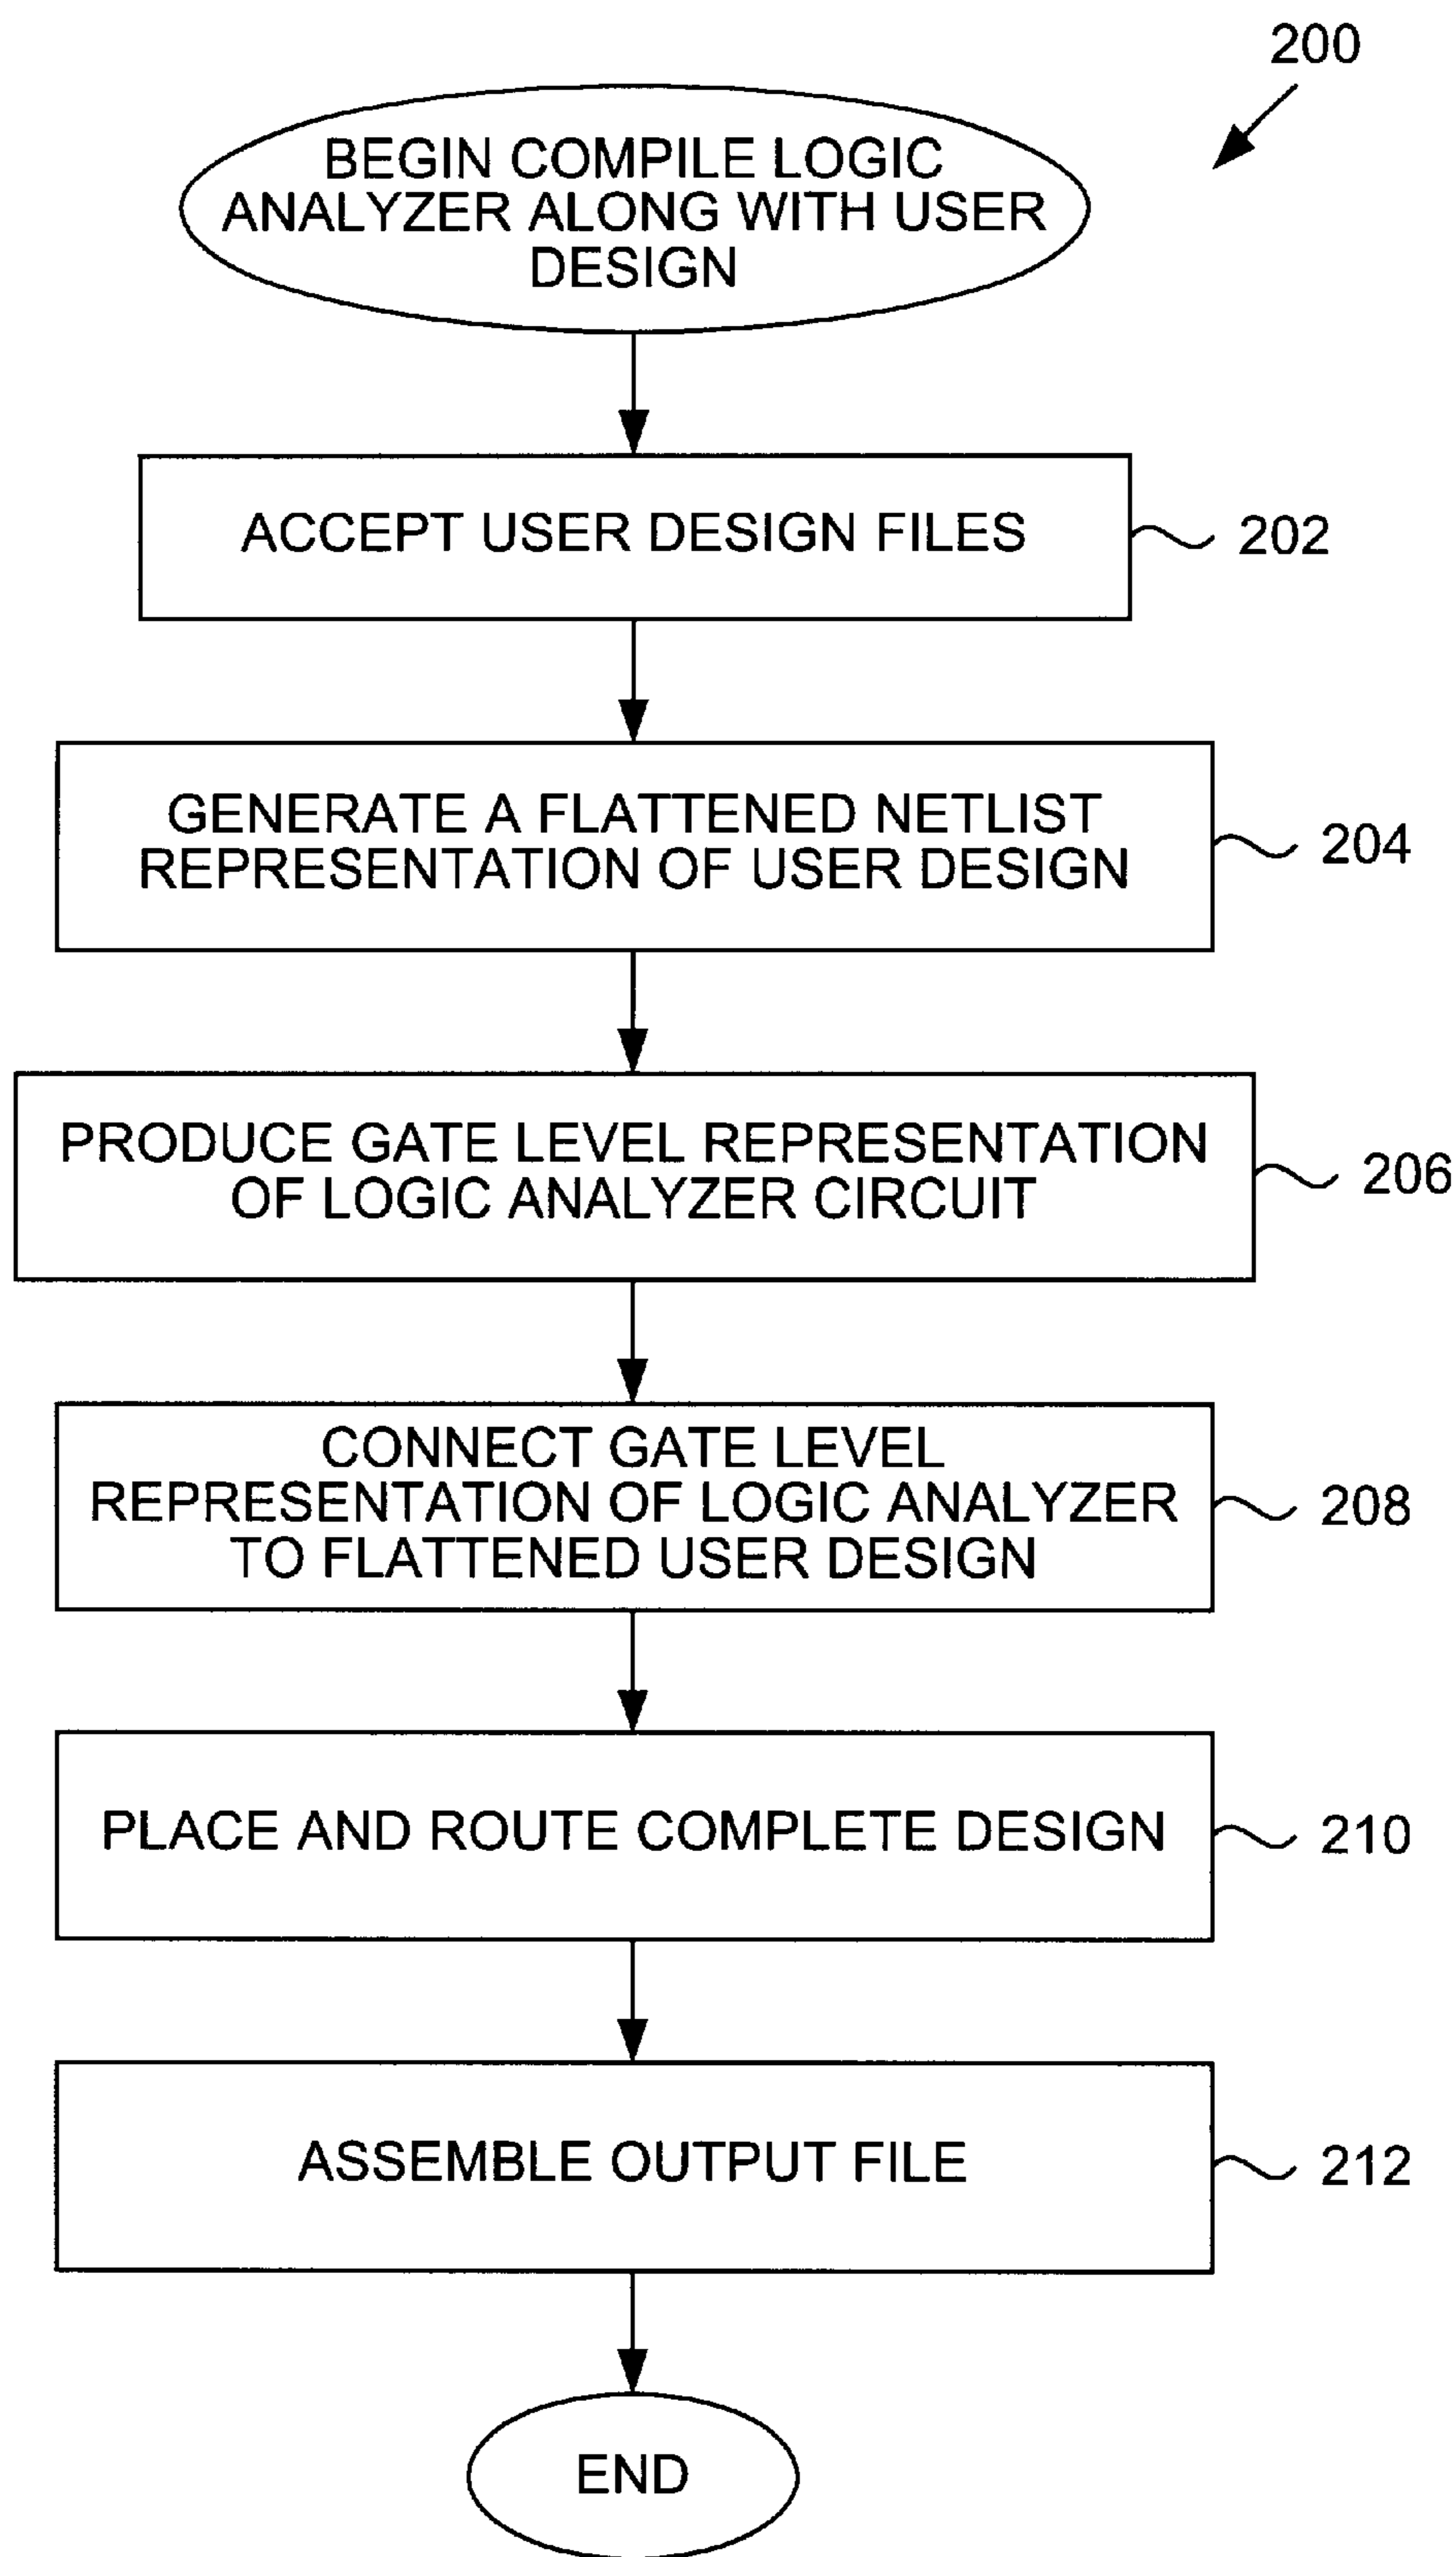 200
BEGIN COMPILE LOGIC
ANALYZER ALONG WITH USER
DESIGN
ACCEPT USER DESIGN FILES
202
GENERATE A FLATTENED NETLIST
REPRESENTATION OF USER DESIGN
204
PRODUCE GATE LEVEL REPRESENTATION
OF LOGIC ANALYZER CIRCUIT
206
CONNECT GATE LEVEL
REPRESENTATION OF LOGIC ANALYZER
TO FLATTENED USER DESIGN
208
PLACE AND ROUTE COMPLETE DESIGN
210
ASSEMBLE OUTPUT FILE
212
END